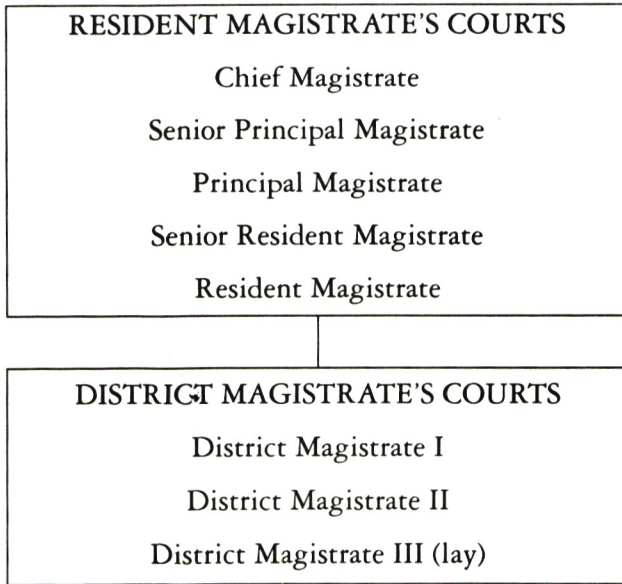 RESIDENT MAGISTRATE'S COURTS
Chief Magistrate
Senior Principal Magistrate
Principal Magistrate
Senior Resident Magistrate
Resident Magistrate
DISTRICT MAGISTRATE'S COURTS
District Magistrate I
District Magistrate II
District Magistrate III (lay)